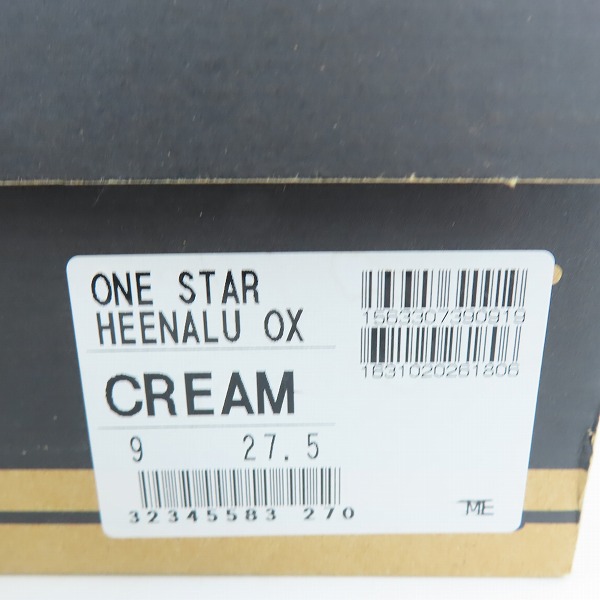 ONE STAR
HEENALU OX
CREAM
9 27.5
32345583 270
1563307390919
1631020261806
ME